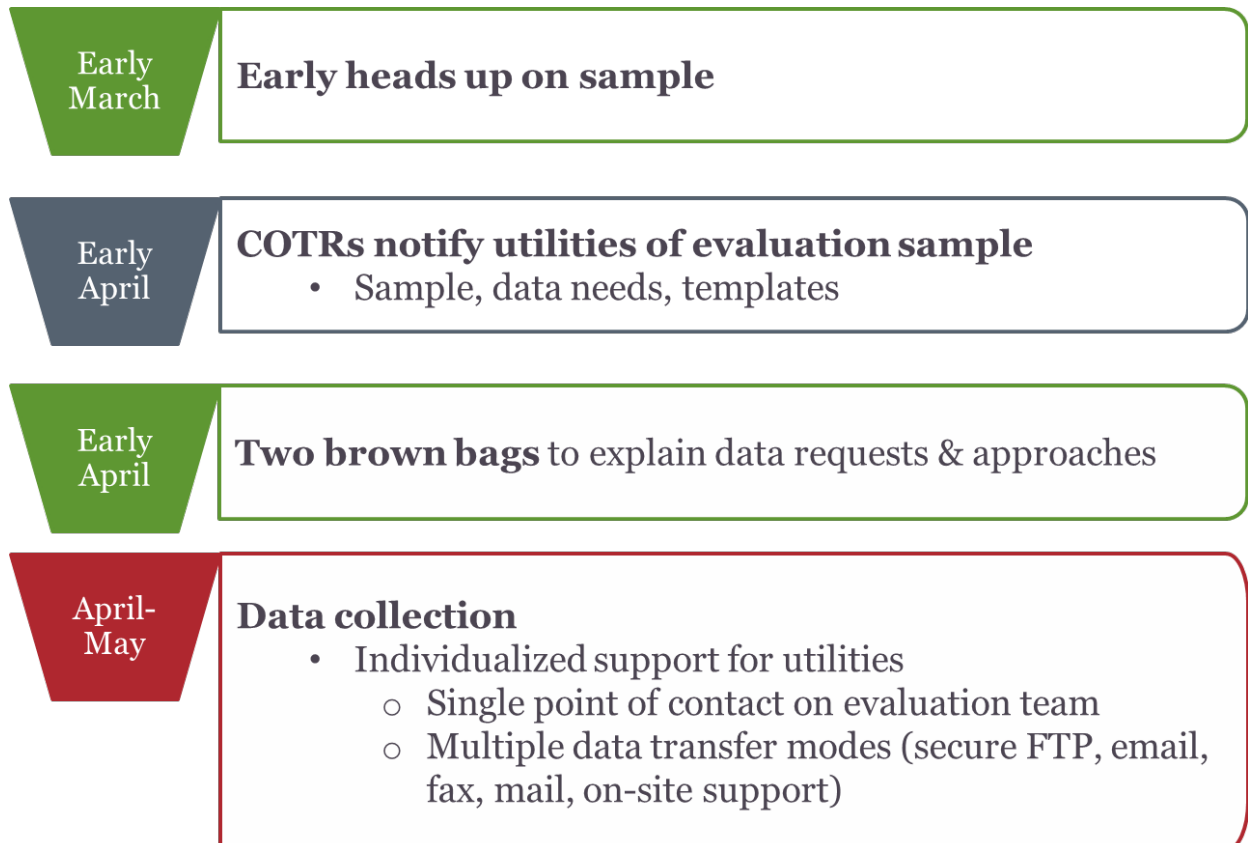 Early
March
Early heads up on sample
Early
April
COTRs notify utilities of evaluation sample
• Sample, data needs, templates
Early
April
Two brown bags to explain data requests & approaches
April-
May
Data collection
• Individualized support for utilities
o Single point of contact on evaluation team
o Multiple data transfer modes (secure FTP, email,
fax, mail, on-site support)